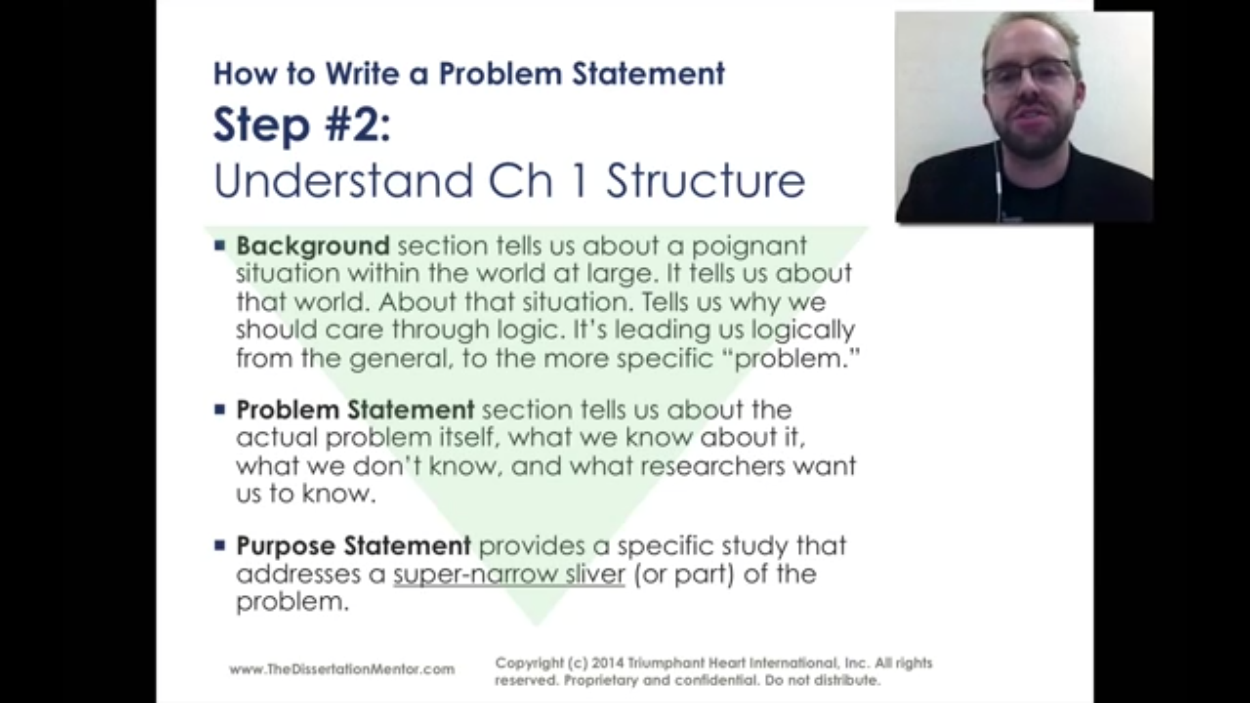 How to Write a Problem Statement
Step #2:
Understand Ch 1 Structure
▪ Background section tells us about a poignant
situation within the world at large. It tells us about
that world. About that situation. Tells us why we
should care through logic. It's leading us logically
from the general, to the more specific “problem.”
▪ Problem Statement section tells us about the
actual problem itself, what we know about it,
what we don't know, and what researchers want
us to know.
▪ Purpose Statement provides a specific study that
addresses a super-narrow sliver (or part) of the
problem.
www.TheDissertationMentor.com
Copyright (c) 2014 Triumphant Heart International, Inc. All rights
reserved. Proprietary and confidential. Do not distribute.